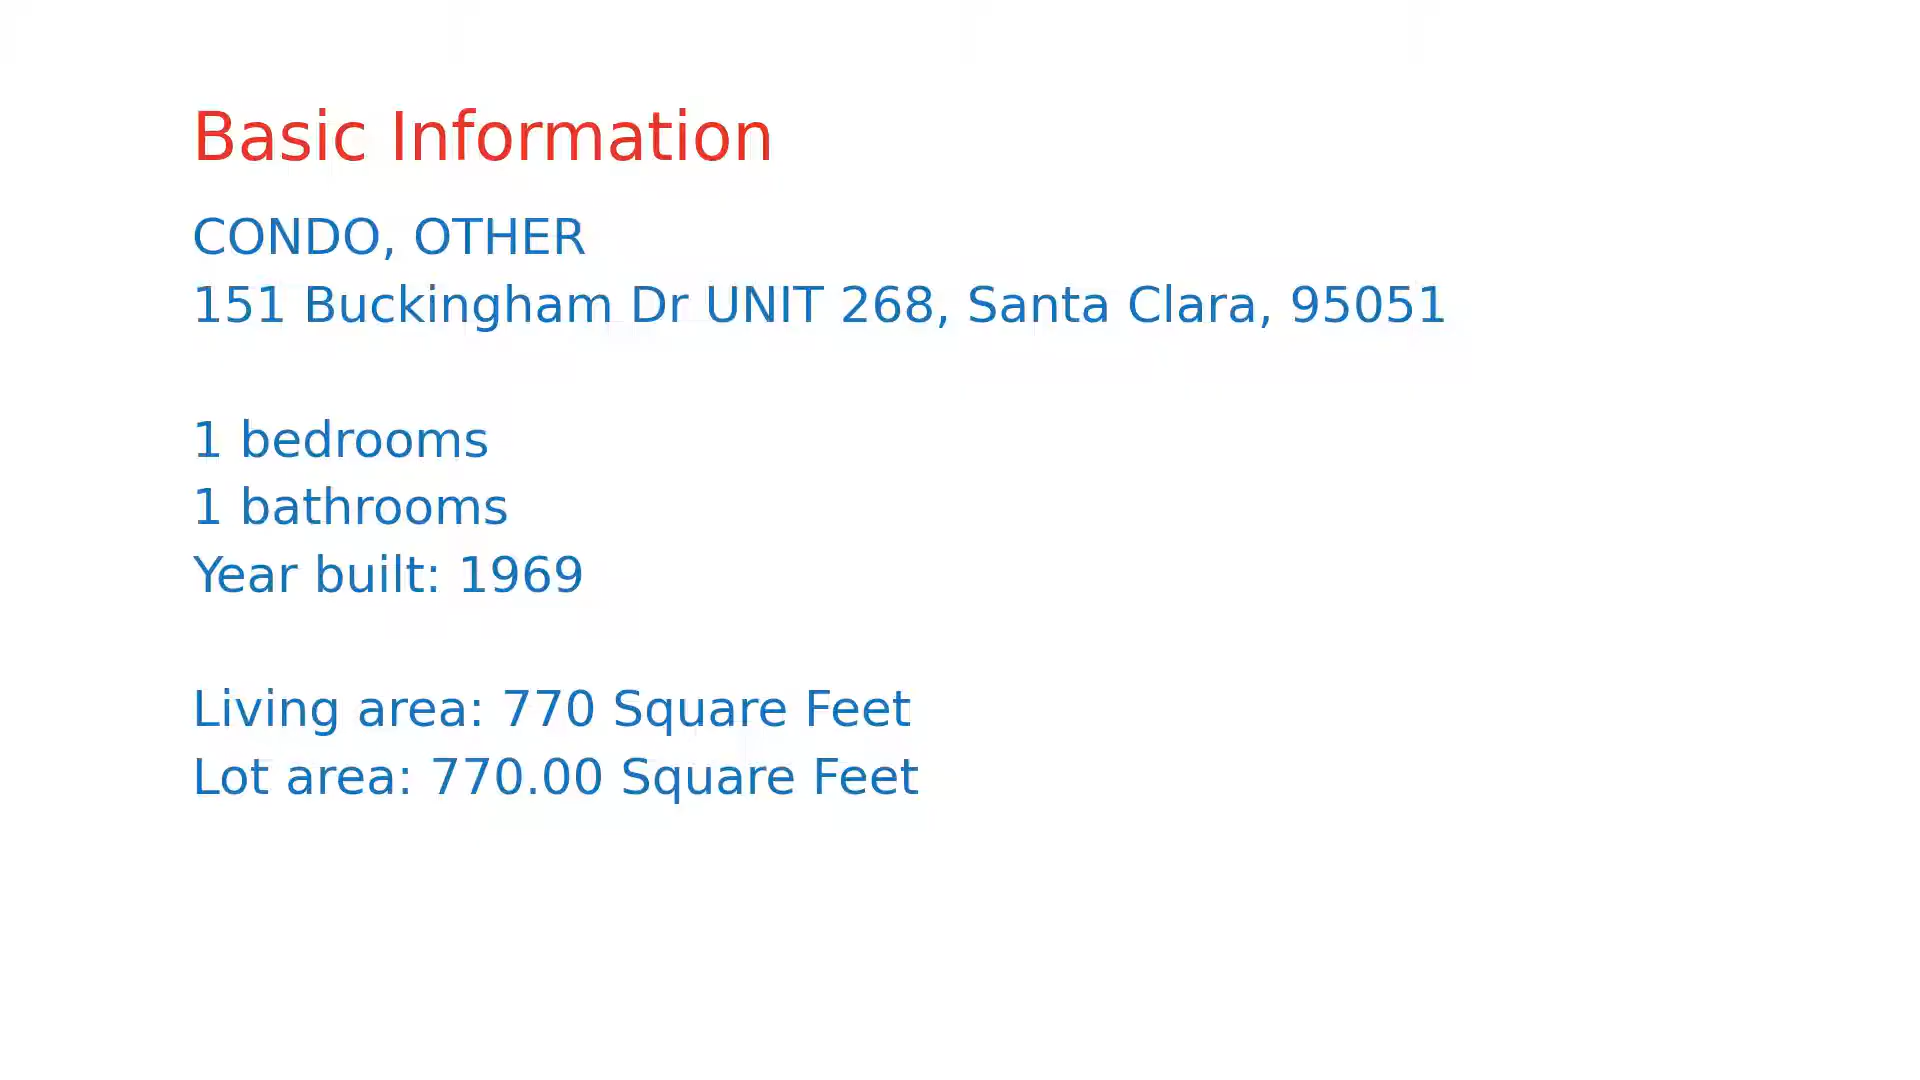 Basic Information
CONDO, OTHER
151 Buckingham Dr UNIT 268, Santa Clara, 95051
1 bedrooms
1 bathrooms
Year built: 1969
Living area: 770 Square Feet
Lot area: 770.00 Square Feet